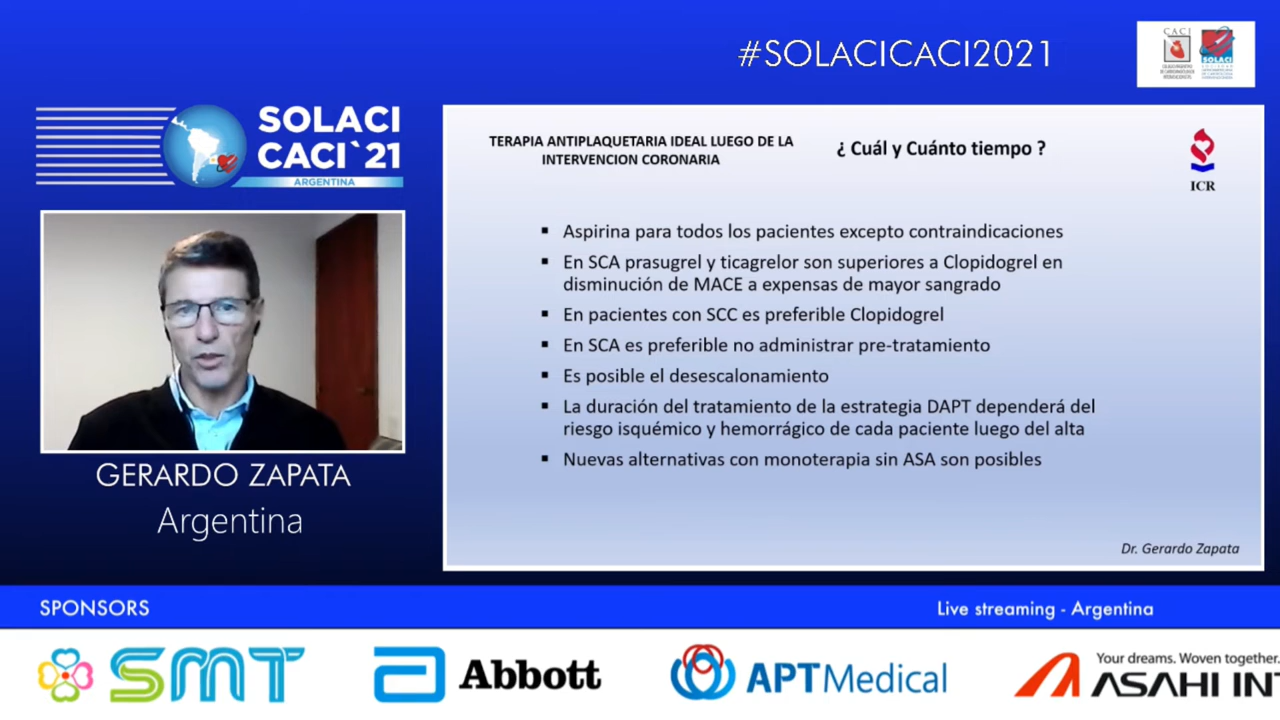 #SOLACICACI2021
CACI
SOLACI
SOLACI
CACI`21
ARGENTINA
TERAPIA ANTIPLAQUETARIA IDEAL LUEGO DE LA
INTERVENCION CORONARIA
¿ Cuál y Cuánto tiempo ?
ICR
▪ Aspirina para todos los pacientes excepto contraindicaciones
▪ En SCA prasugrel y ticagrelor son superiores a Clopidogrel en
disminución de MACE a expensas de mayor sangrado
▪ En pacientes con SCC es preferible Clopidogrel
▪ En SCA es preferible no administrar pre-tratamiento
▪ Es posible el desescalonamiento
▪ La duración del tratamiento de la estrategia DAPT dependerá del
riesgo isquémico y hemorrágico de cada paciente luego del alta
▪ Nuevas alternativas con monoterapia sin ASA son posibles
Dr. Gerardo Zapata
GERARDO ZAPATA
Argentina
SPONSORS
Live streaming - Argentina
SMT
Abbott
APT Medical
Your dreams. Woven together.
ASAHI INT